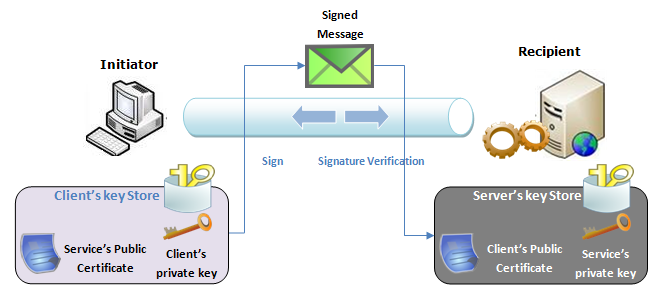 Signed
Message
Initiator
Recipient
Sign
Signature Verification
Client's key Store
Service's Public
Certificate
Client's
private key
Server's key Store
Client's Public
Certificate
Service's
private key